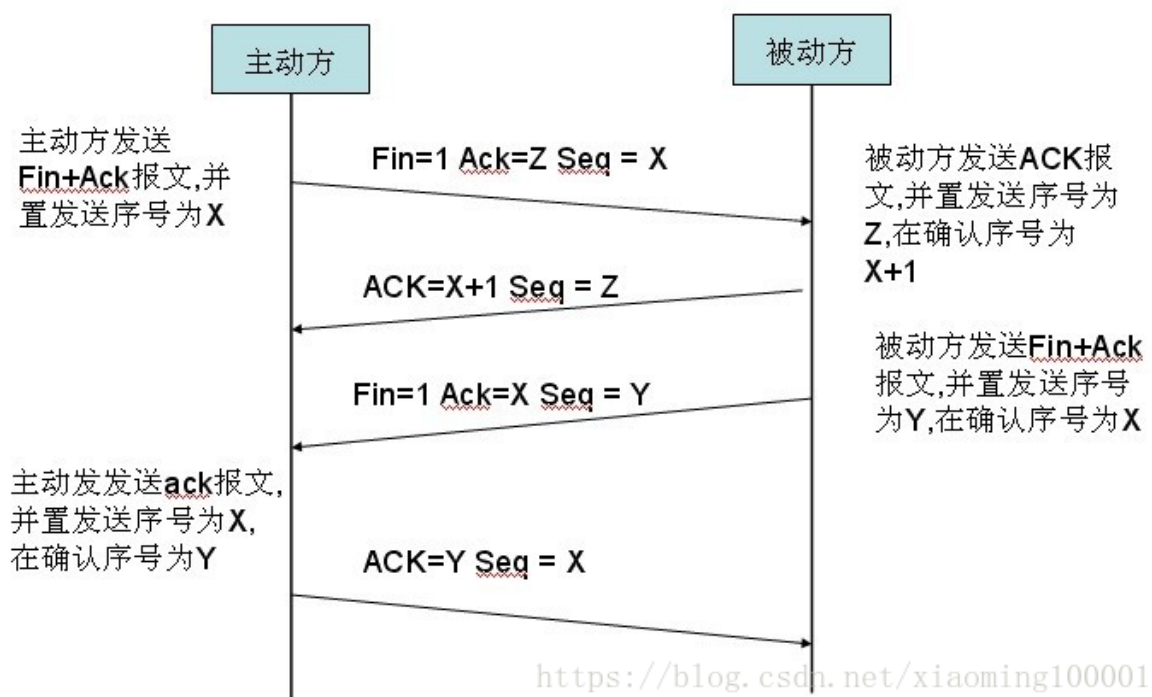 主动方
被动方
主动方发送
Fin+Ack报文,并
置发送序号为X
Fin=1 Ack=Z Seq = X
被动方发送ACK报
文,并置发送序号为
Z,在确认序号为
X+1
ACK=X+1 Seq = Z
被动方发送Fin+Ack
报文,并置发送序号
为Y,在确认序号为X
Fin=1 Ack=X Seq = Y
主动发发送ack报文,
并置发送序号为X,
在确认序号为Y
ACK=Y Seq = X
https://blog.csdn.net/xiaoming100001